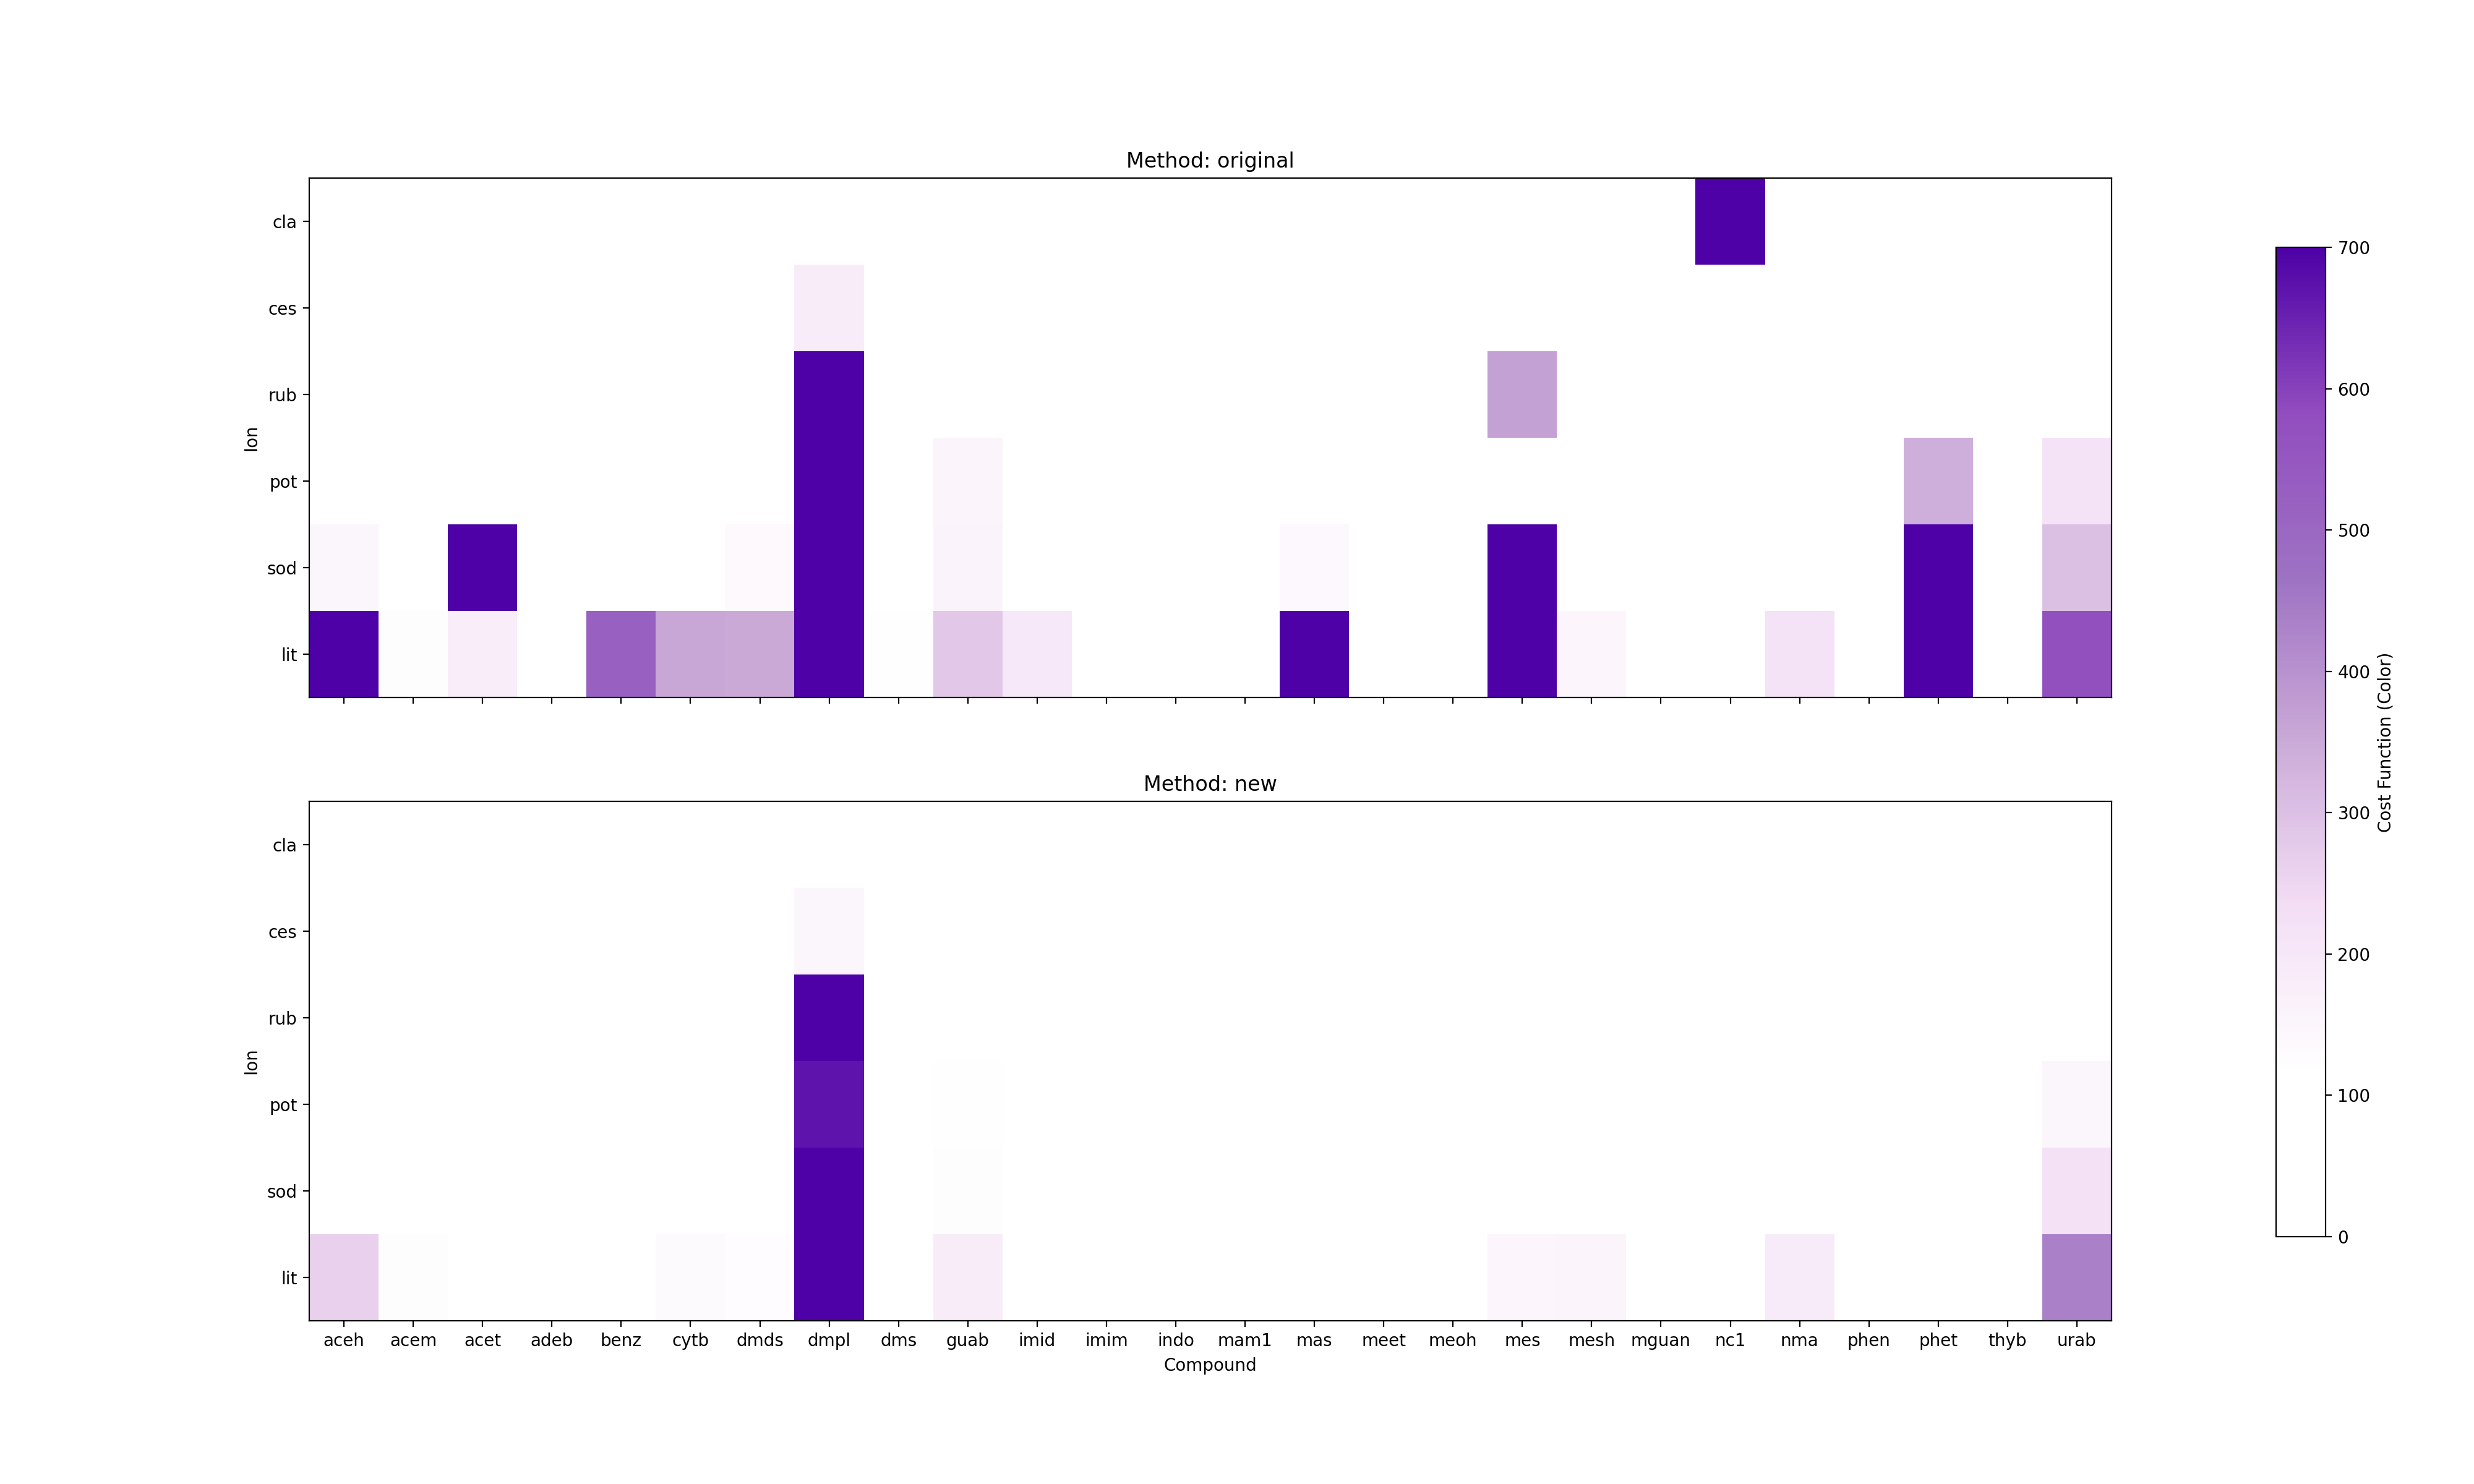 Method: original
cla
ces
rub
pot
sod
lit
Ion
Method: new
cla
ces
rub
pot
sod
lit
Ion
aceh acem acet adeb benz cytb dmds dmpl dms guab imid imim indo mam1 mas meet meoh mes mesh mguan nc1 nma phen phet thyb urab
Compound
700
600
500
400
300
200
100
0
Cost Function (Color)